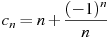 c_n = n + \frac{(-1)^n}{n}